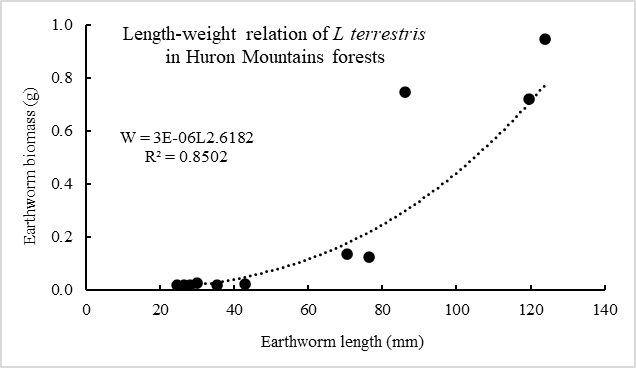 Length-weight relation of L terrestris
in Huron Mountains forests
W = 3E-06L2.6182
R² = 0.8502
Earthworm biomass (g)
1.0
0.8
0.6
0.4
0.2
0.0
0 20 40 60 80 100 120 140
Earthworm length (mm)